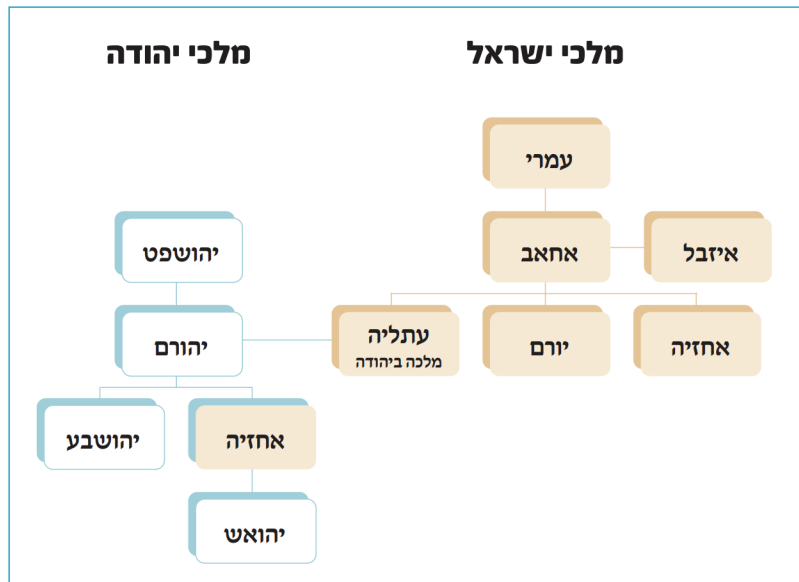 מלכי ישראל
מלכי יהודה
עמרי
איזבל
אחאב
יהושפט
אחזיה
יורם
עתליה
מלכה ביהודה
יהורם
אחזיה
יהושבע
יהואש